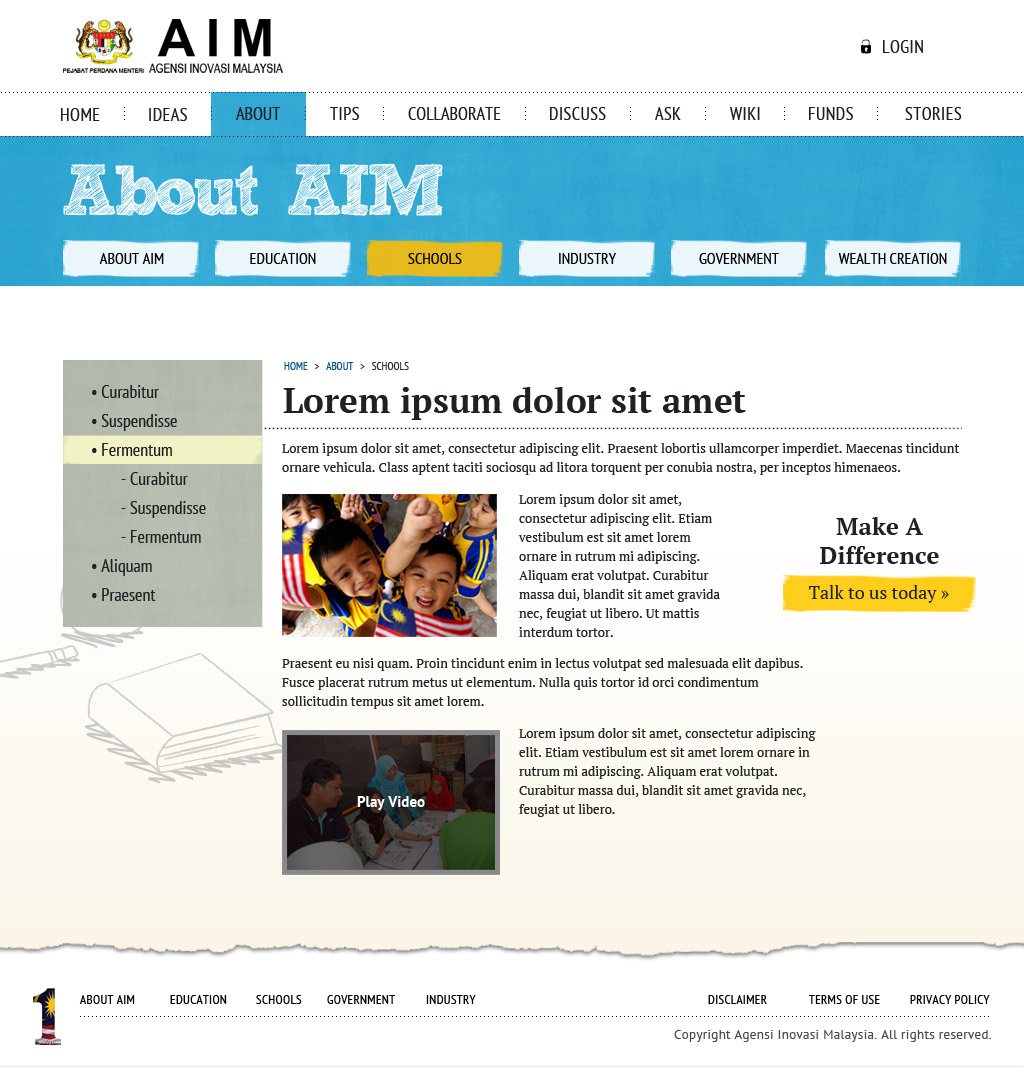 AIM
PEJABAT PERDANA MENTERI AGENSI INOVASI MALAYSIA
LOGIN
HOME IDEAS ABOUT TIPS COLLABORATE DISCUSS ASK WIKI FUNDS STORIES
About AIM
ABOUT AIM EDUCATION SCHOOLS INDUSTRY GOVERNMENT WEALTH CREATION
• Curabitur
• Suspendisse
• Fermentum
- Curabitur
- Suspendisse
- Fermentum
• Aliquam
• Praesent
HOME > ABOUT > SCHOOLS
Lorem ipsum dolor sit amet
Lorem ipsum dolor sit amet, consectetur adipiscing elit. Praesent lobortis ullamcorper imperdiet. Maecenas tincidunt
ornare vehicula. Class aptent taciti sociosqu ad litora torquent per conubia nostra, per inceptos himenaeos.
Lorem ipsum dolor sit amet,
consectetur adipiscing elit. Etiam
vestibulum est sit amet lorem
ornare in rutrum mi adipiscing.
Aliquam erat volutpat. Curabitur
massa dui, blandit sit amet gravida
nec, feugiat ut libero. Ut mattis
interdum tortor.
Make A
Difference
Talk to us today »
Praesent eu nisi quam. Proin tincidunt enim in lectus volutpat sed malesuada elit dapibus.
Fusce placerat rutrum metus ut elementum. Nulla quis tortor id orci condimentum
sollicitudin tempus sit amet lorem.
Play Video
Lorem ipsum dolor sit amet, consectetur adipiscing
elit. Etiam vestibulum est sit amet lorem ornare in
rutrum mi adipiscing. Aliquam erat volutpat.
Curabitur massa dui, blandit sit amet gravida nec,
feugiat ut libero.
1
ABOUT AIM EDUCATION SCHOOLS GOVERNMENT INDUSTRY DISCLAIMER TERMS OF USE PRIVACY POLICY
Copyright Agensi Inovasi Malaysia. All rights reserved.